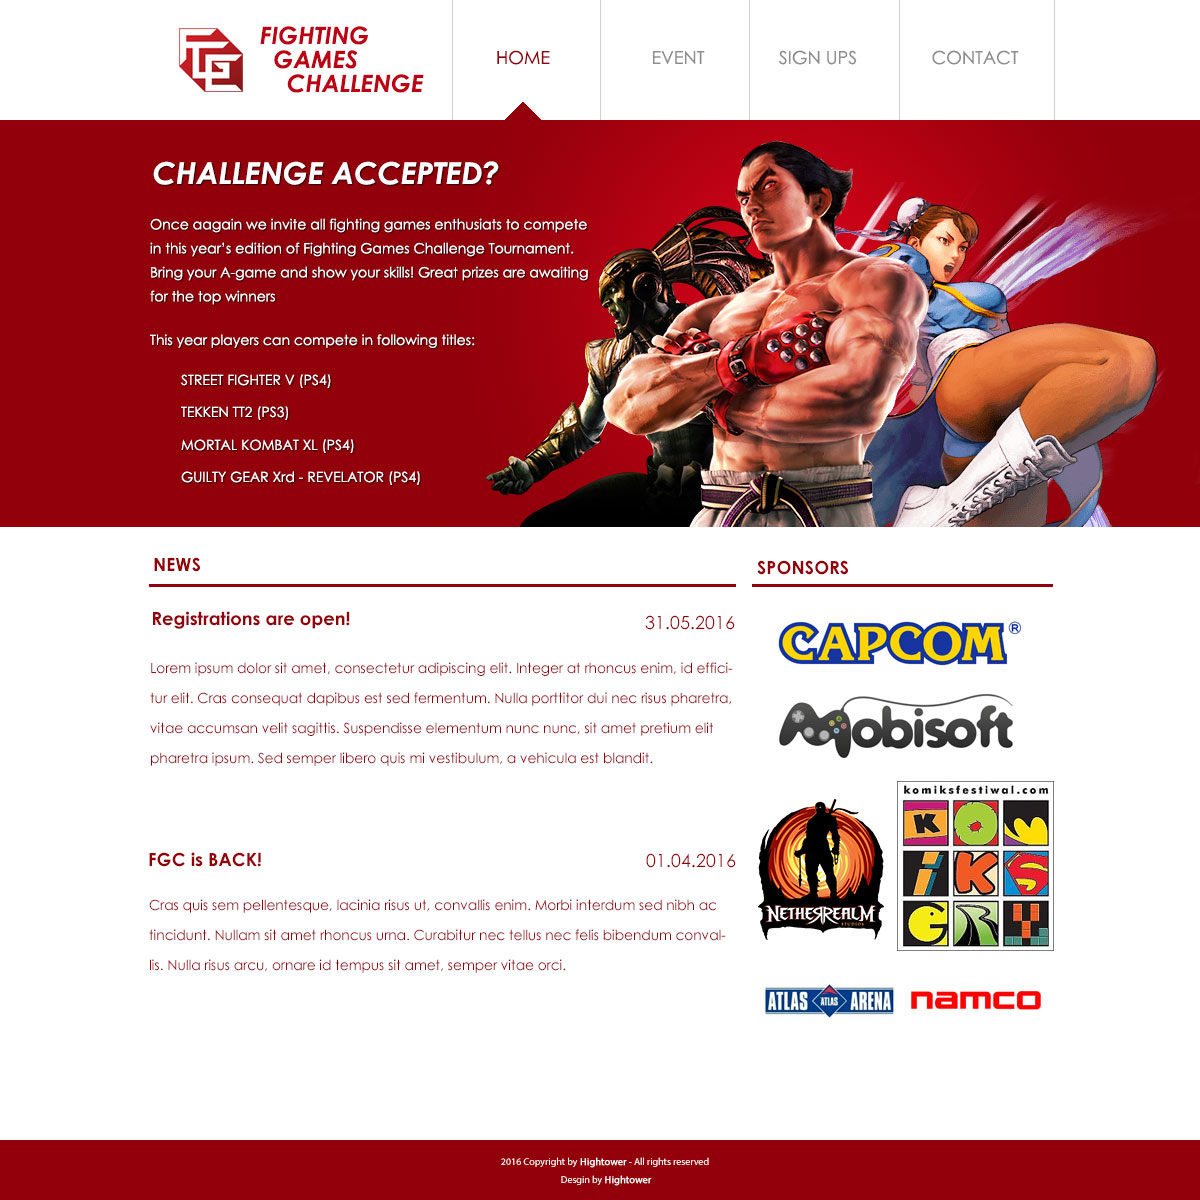 FIGHTING
GAMES
CHALLENGE
HOME
EVENT
SIGN UPS
CONTACT
CHALLENGE ACCEPTED?
Once aagain we invite all fighting games enthusiats to compete
in this year's edition of Fighting Games Challenge Tournament.
Bring your A-game and show your skills! Great prizes are awaiting
for the top winners
This year players can compete in following titles:
STREET FIGHTER V (PS4)
TEKKEN TT2 (PS3)
MORTAL KOMBAT XL (PS4)
GUILTY GEAR Xrd - REVELATOR (PS4)
NEWS
Registrations are open!
31.05.2016
Lorem ipsum dolor sit amet, consectetur adipiscing elit. Integer at rhoncus enim, id effici-
tur elit. Cras consequat dapibus est sed fermentum. Nulla porttitor dui nec risus pharetra,
vitae accumsan velit sagittis. Suspendisse elementum nunc nunc, sit amet pretium elit
pharetra ipsum. Sed semper libero quis mi vestibulum, a vehicula est blandit.
FGC is BACK!
01.04.2016
Cras quis sem pellentesque, lacinia risus ut, convallis enim. Morbi interdum sed nibh ac
tincidunt. Nullam sit amet rhoncus urna. Curabitur nec tellus nec felis bibendum conval-
lis. Nulla risus arcu, ornare id tempus sit amet, semper vitae orci.
SPONSORS
CAPCOM®
Mobisoft
NETHERREALM
STUDIOS
komiksfestiwal.com
KOM
iKS
GRY
ATLAS ATLAS ARENA
namco
2016 Copyright by Hightower - All rights reserved
Desgin by Hightower